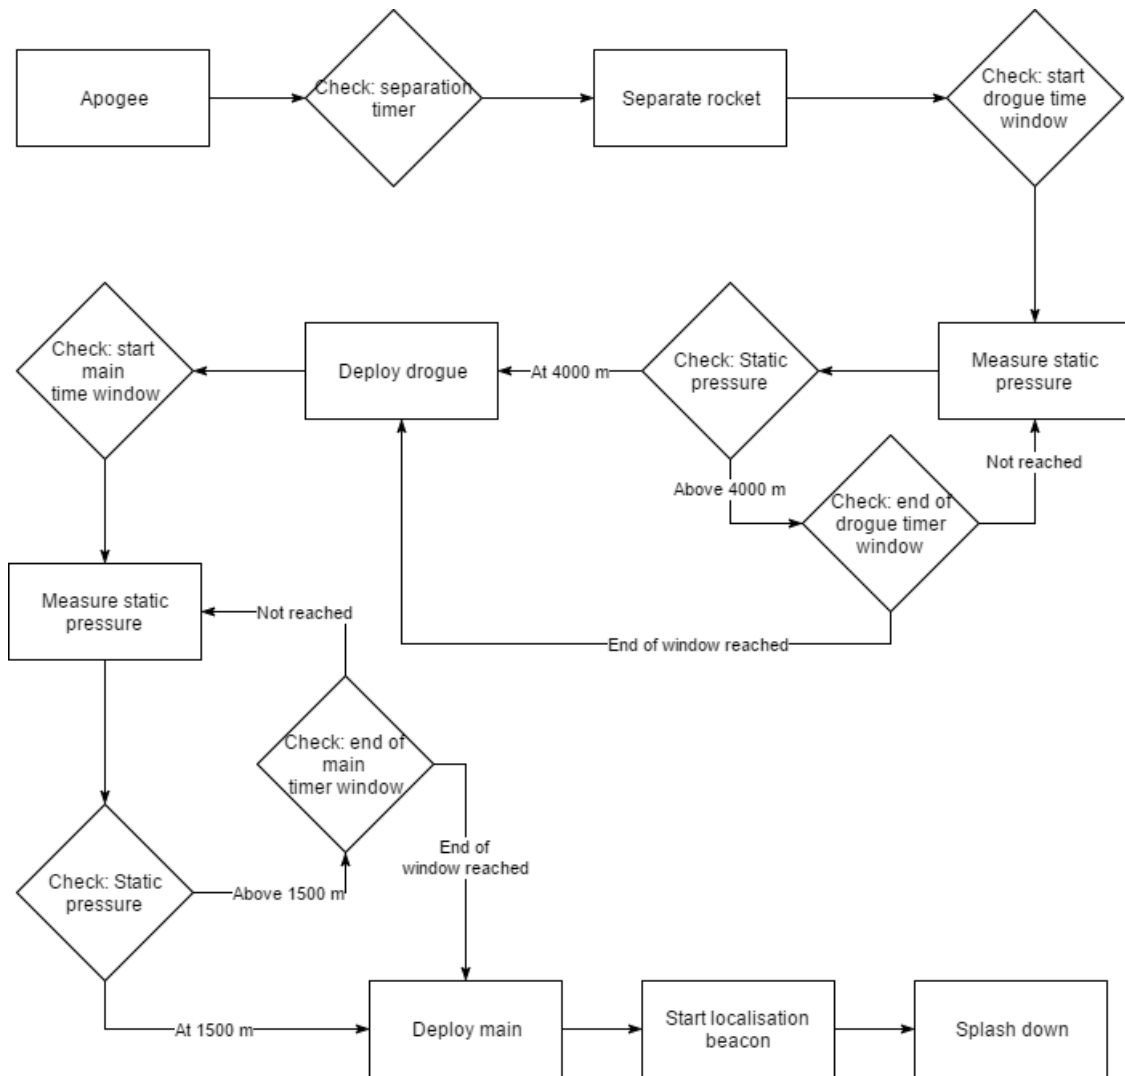 Apogee
Check: separation
timer
Separate rocket
Check: start
drogue time
window
Check: start
main
time window
Deploy drogue
At 4000 m
Check: Static
pressure
Measure static
pressure
Not reached
Above 4000 m
Check: end of
drogue timer
window
End of window reached
Measure static
pressure
Not reached
Check: end of
main
timer window
End of
window reached
Check: Static
pressure
Above 1500 m
At 1500 m
Deploy main
Start localisation
beacon
Splash down